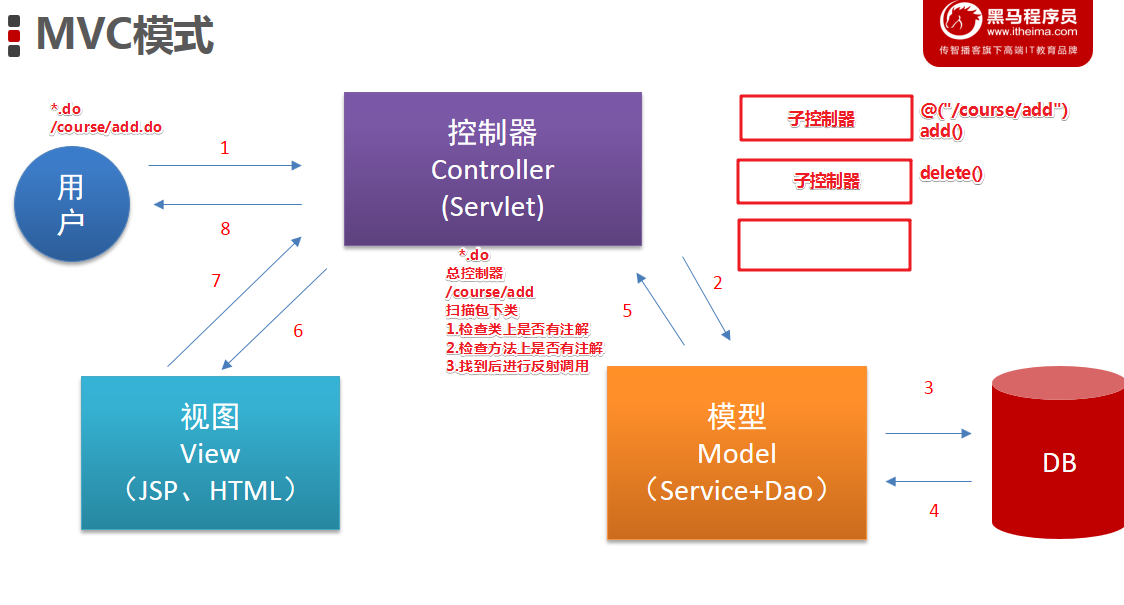 MVC模式
黑马程序员
www.itheima.com
传智播客旗下高端IT教育品牌
*.do
/course/add.do
用
户
1
8
控制器
Controller
(Servlet)
子控制器
@("/course/add")
add()
子控制器
delete()
*.do
总控制器
/course/add
扫描包下类
1.检查类上是否有注解
2.检查方法上是否有注解
3.找到后进行反射调用
7
6
5
2
视图
View
（JSP、HTML）
模型
Model
（Service+Dao）
3
4
DB